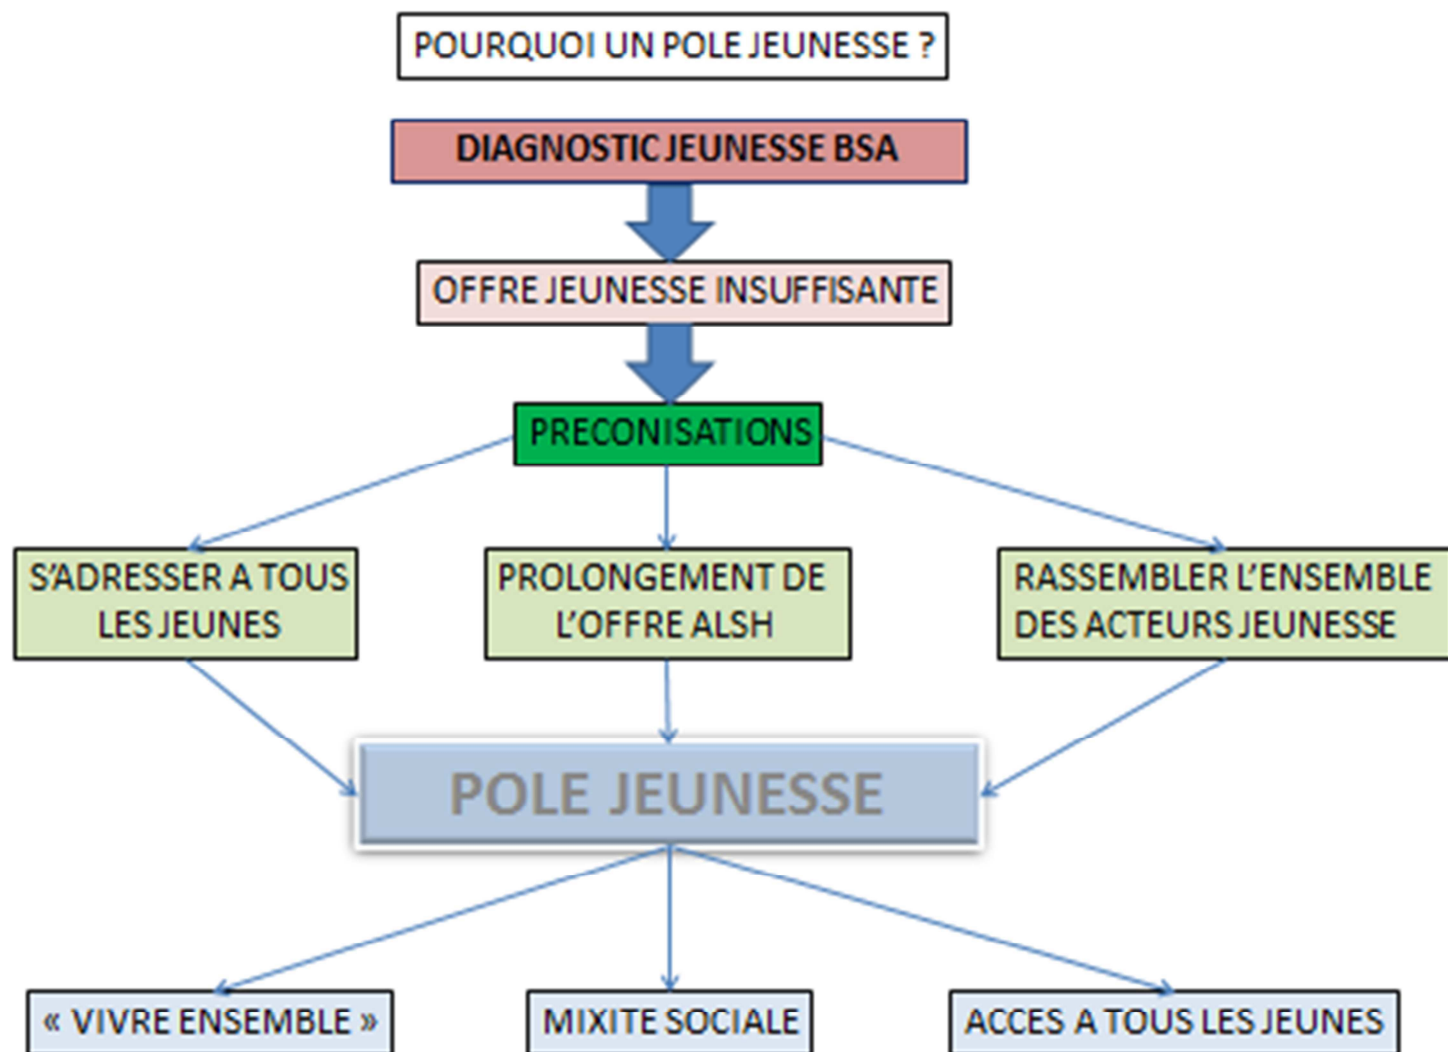 POURQUOI UN POLE JEUNESSE ?
DIAGNOSTIC JEUNESSE BSA
OFFRE JEUNESSE INSUFFISANTE
PRECONISATIONS
S'ADRESSER A TOUS
LES JEUNES
PROLONGEMENT DE
L'OFFRE ALSH
RASSEMBLER L'ENSEMBLE
DES ACTEURS JEUNESSE
POLE JEUNESSE
« VIVRE ENSEMBLE »
MIXITE SOCIALE
ACCES A TOUS LES JEUNES